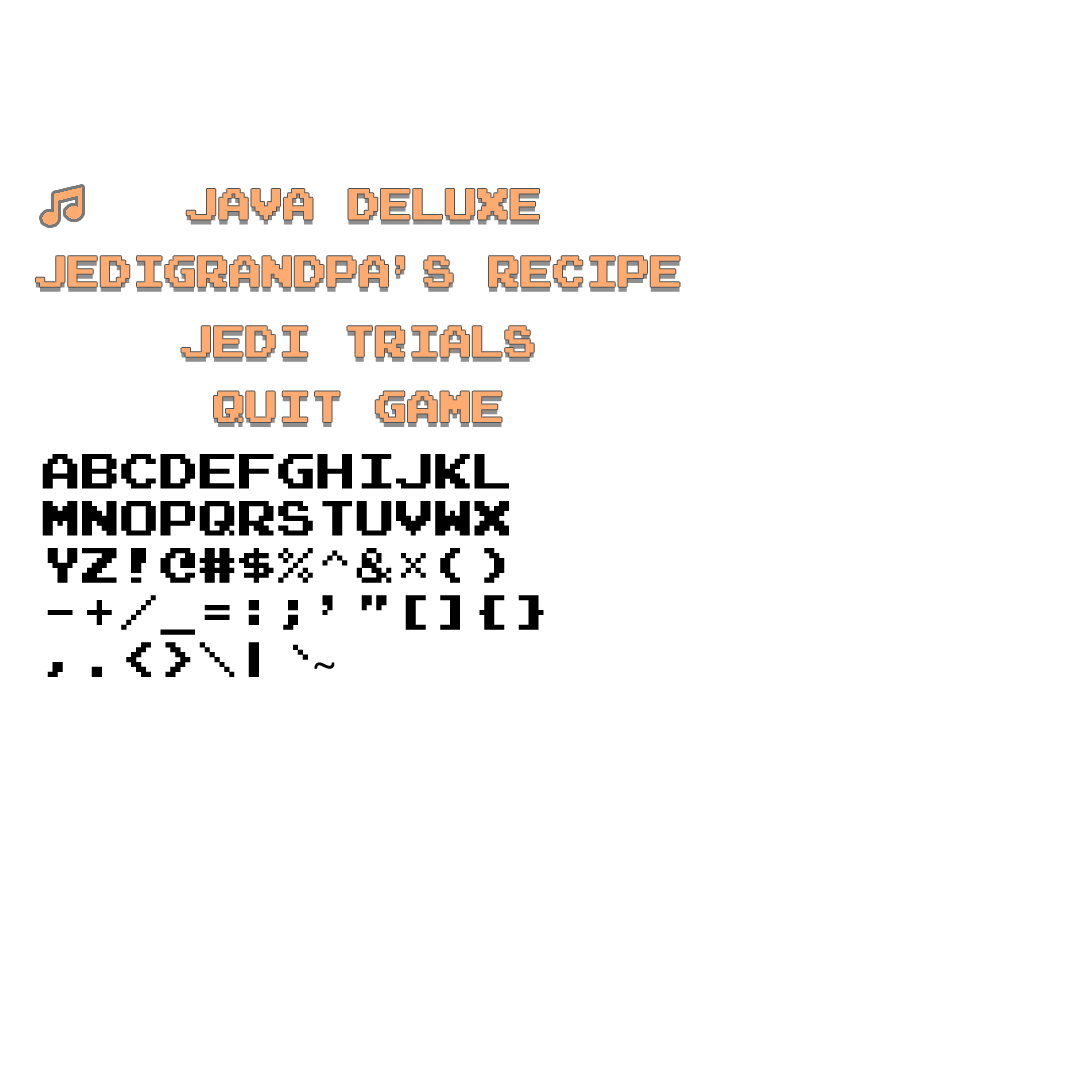 JAVA DELUXE
JEDIGRANDPA'S RECIPE
JEDI TRIALS
QUIT GAME
ABCDEFGHIJKL
MNOPQRSTUVWX
YZ!@#$%^&×()
-+/_=:;'"[]{}
,.<>\|`~